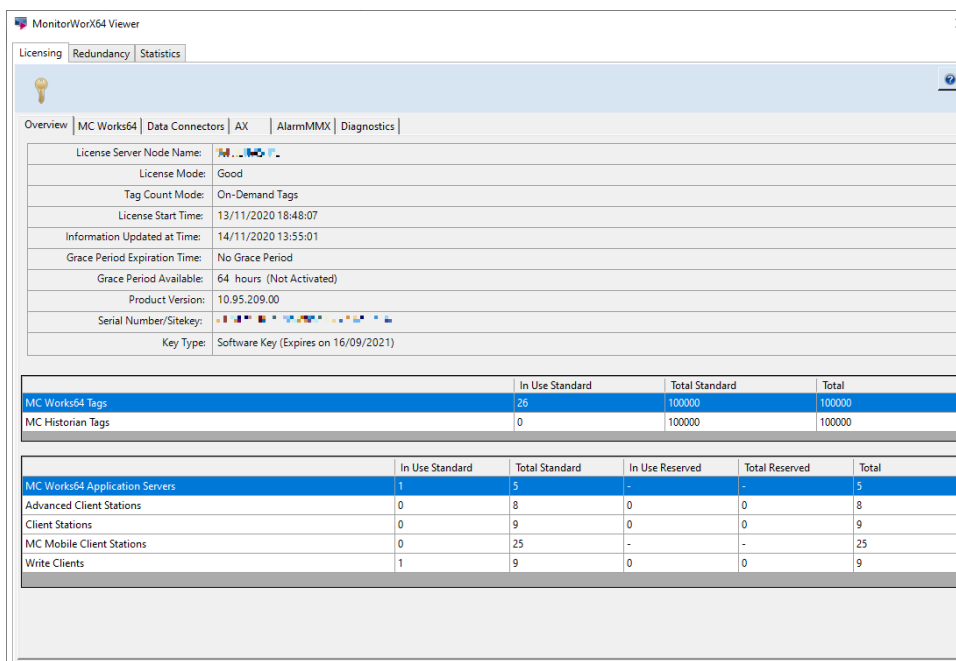 MonitorWorX64 Viewer
Licensing Redundancy Statistics
Overview MC Works64 Data Connectors AX AlarmMMX Diagnostics
License Server Node Name:
License Mode: Good
Tag Count Mode: On-Demand Tags
License Start Time: 13/11/2020 18:48:07
Information Updated at Time: 14/11/2020 13:55:01
Grace Period Expiration Time: No Grace Period
Grace Period Available: 64 hours (Not Activated)
Product Version: 10.95.209.00
Serial Number/Sitekey:
Key Type: Software Key (Expires on 16/09/2021)
In Use Standard Total Standard Total
MC Works64 Tags 26 100000 100000
MC Historian Tags 0 100000 100000
In Use Standard Total Standard In Use Reserved Total Reserved Total
MC Works64 Application Servers 1 5 - - 5
Advanced Client Stations 0 8 0 0 8
Client Stations 0 9 0 0 9
MC Mobile Client Stations 0 25 - - 25
Write Clients 1 9 0 0 9